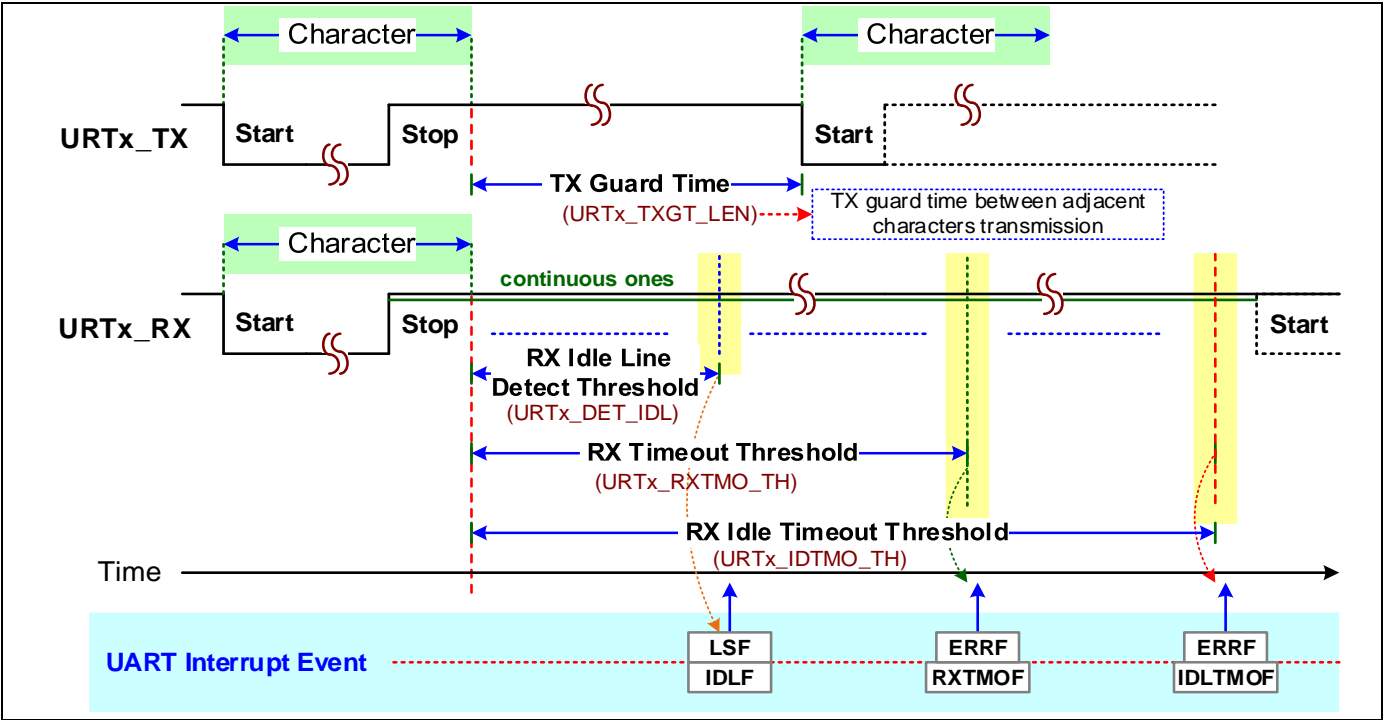 Character
Character
URTx_TX
Start
Stop
Start
TX Guard Time
(URTx_TXGT_LEN)
TX guard time between adjacent
characters transmission
Character
continuous ones
URTx_RX
Start
Stop
Start
RX Idle Line
Detect Threshold
(URTx_DET_IDL)
RX Timeout Threshold
(URTx_RXTMO_TH)
RX Idle Timeout Threshold
(URTx_IDTMO_TH)
Time
UART Interrupt Event
LSF
IDLF
ERRF
RXTMOF
ERRF
IDLTMOF